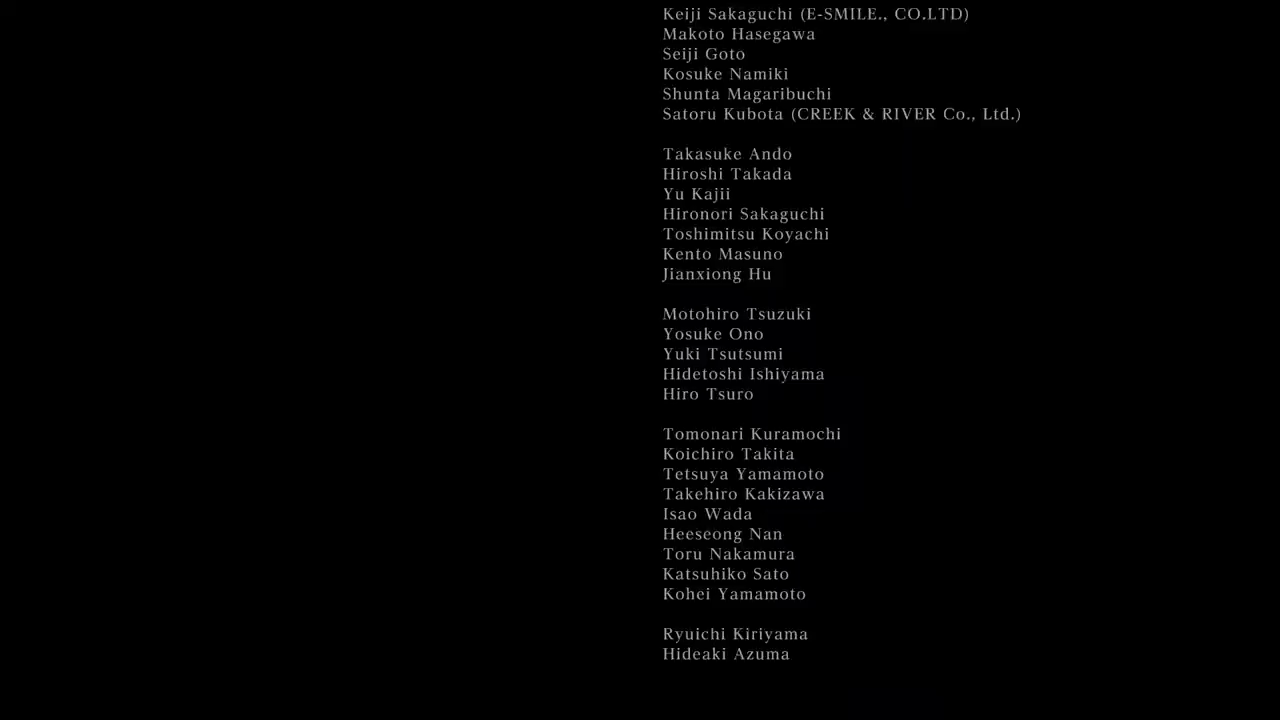 Keiji Sakaguchi (E-SMILE., CO.LTD)
Makoto Hasegawa
Seiji Goto
Kosuke Namiki
Shunta Magaribuchi
Satoru Kubota (CREEK & RIVER Co., Ltd.)
Takasuke Ando
Hiroshi Takada
Yu Kajii
Hironori Sakaguchi
Toshimitsu Koyachi
Kento Masuno
Jianxiong Hu
Motohiro Tsuzuki
Yosuke Ono
Yuki Tsutsumi
Hidetoshi Ishiyama
Hiro Tsuro
Tomonari Kuramochi
Koichiro Takita
Tetsuya Yamamoto
Takehiro Kakizawa
Isao Wada
Heeseong Nan
Toru Nakamura
Katsuhiko Sato
Kohei Yamamoto
Ryuichi Kiriyama
Hideaki Azuma